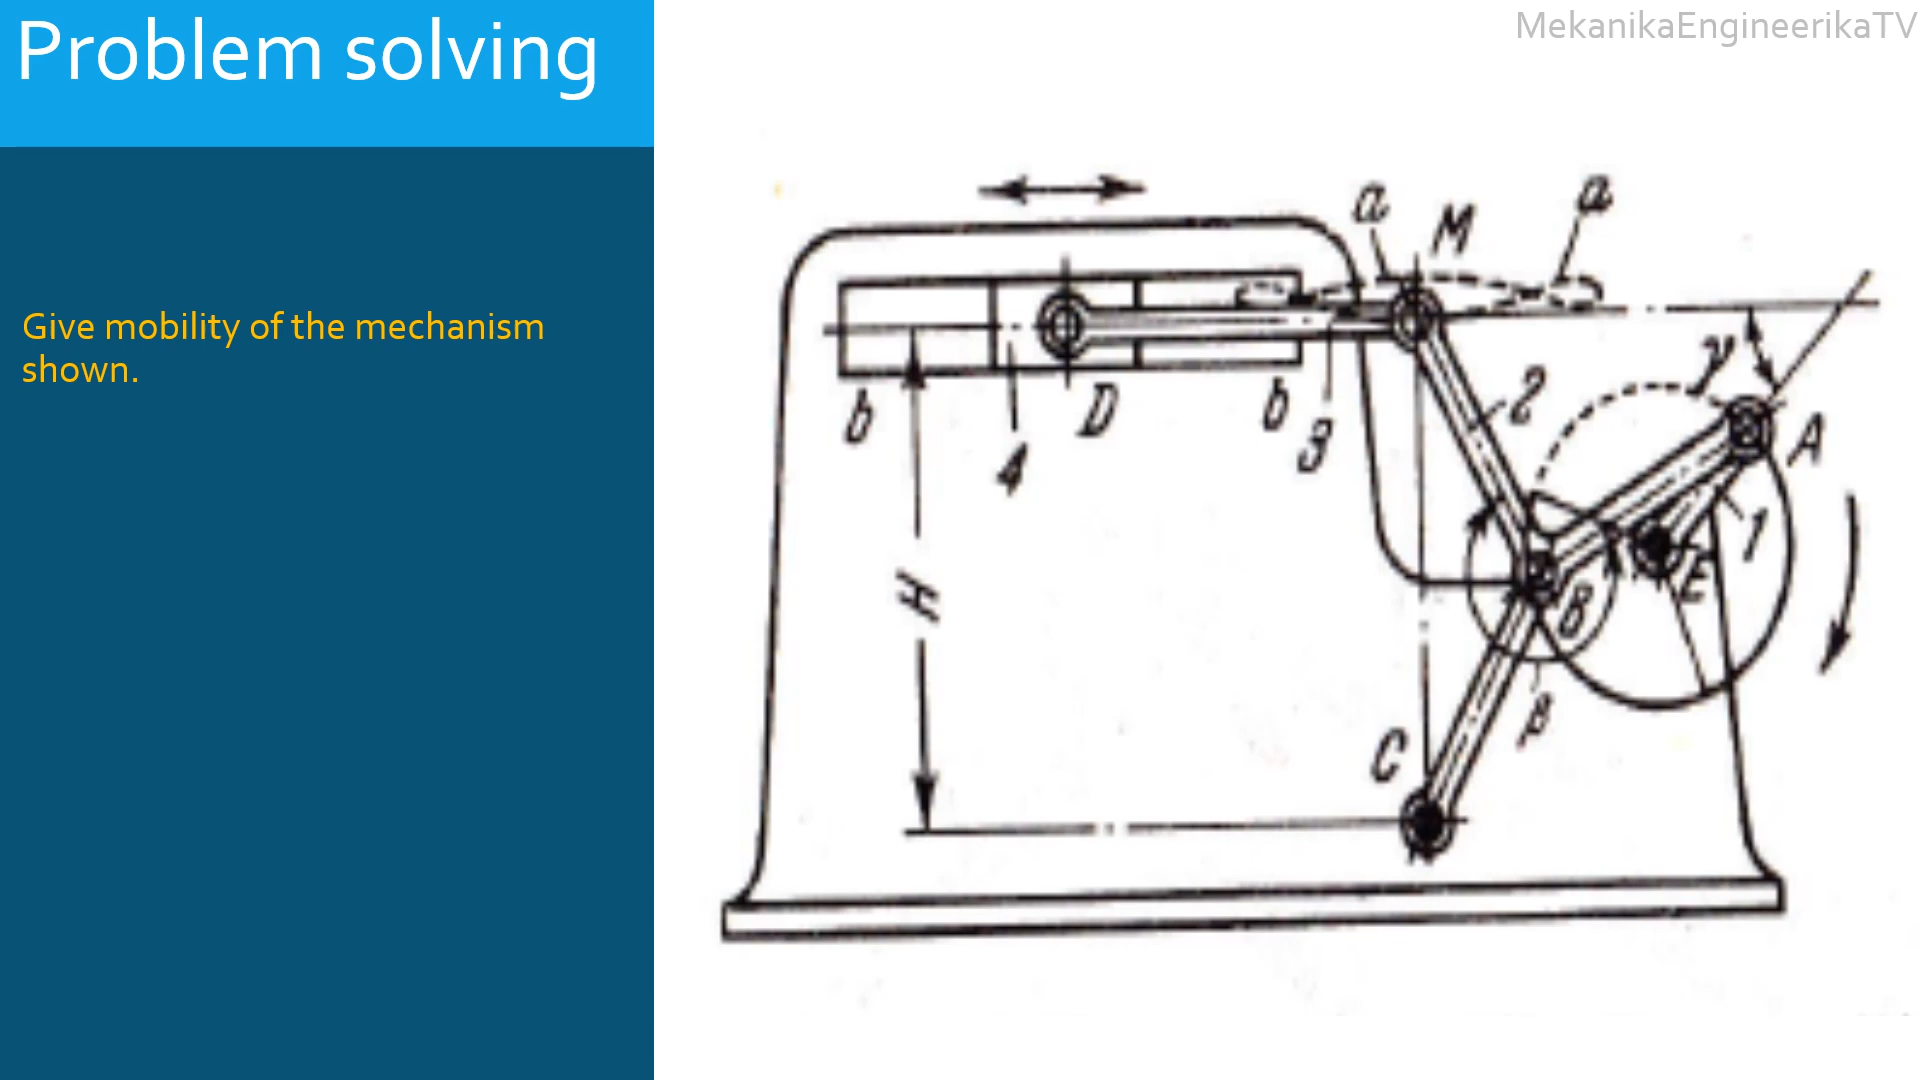 Problem solving
MekanikaEngineerikaTV
Give mobility of the mechanism
shown.
a
M
a
γ
b
D
b
3
2
A
4
1
H
E
B
β
C